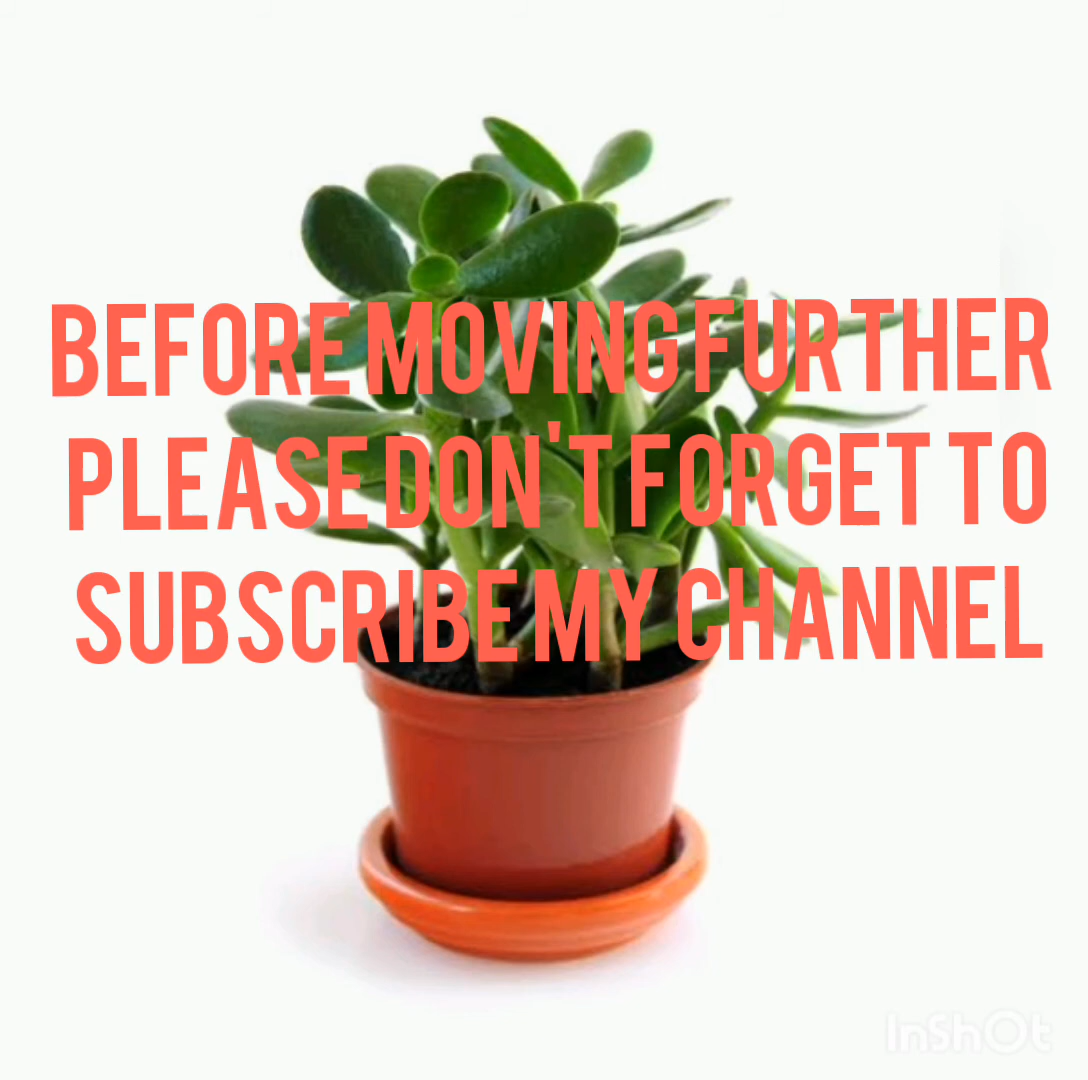 BEFORE MOVING FURTHER
PLEASE DON'T FORGET TO
SUBSCRIBE MY CHANNEL
InShOt